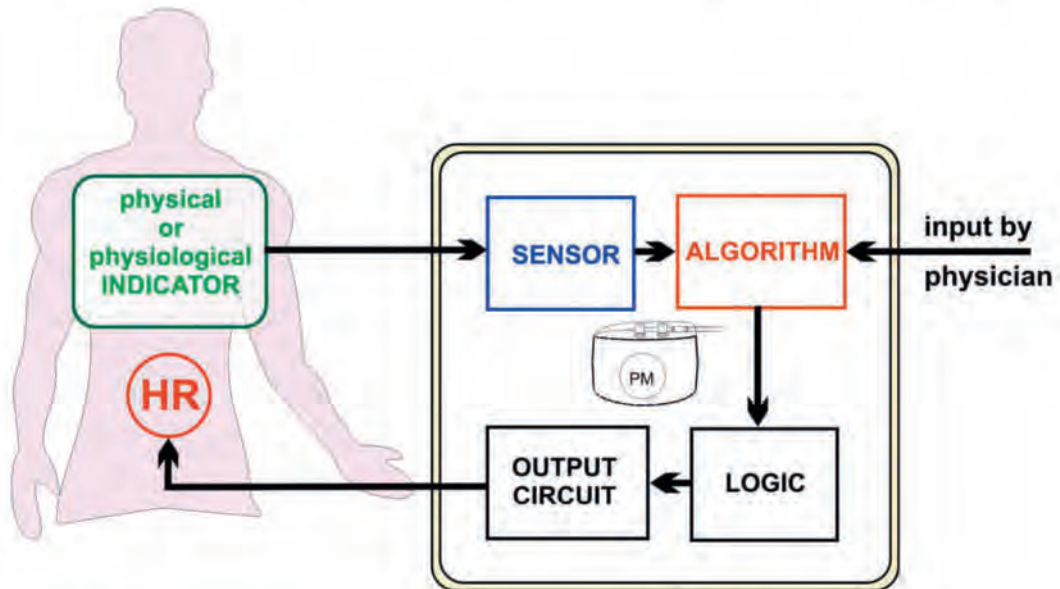 physical
or
physiological
INDICATOR
SENSOR
ALGORITHM
input by
physician
PM
HR
OUTPUT
CIRCUIT
LOGIC